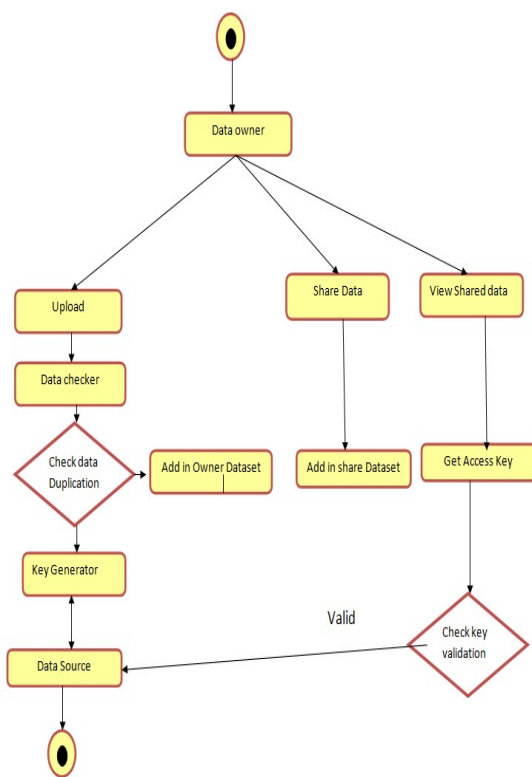 Data owner
Upload
Share Data
View Shared data
Data checker
Check data
Duplication
Add in Owner Dataset
Add in share Dataset
Get Access Key
Key Generator
Valid
Check key
validation
Data Source